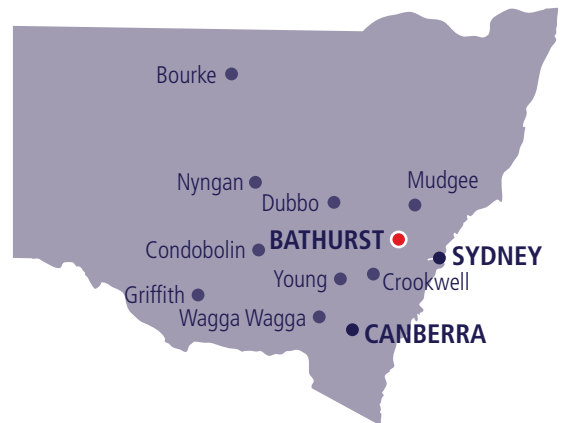 Bourke
Nyngan
Mudgee
Dubbo
BATHURST
Condobolin
SYDNEY
Young
Crookwell
Griffith
Wagga Wagga
CANBERRA